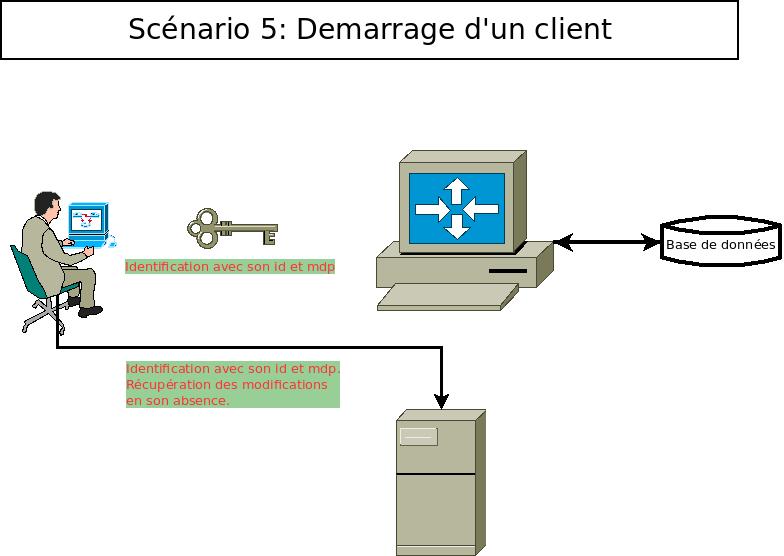 Scénario 5: Demarrage d'un client
Identification avec son id et mdp
Base de données
Identification avec son id et mdp.
Récupération des modifications
en son absence.